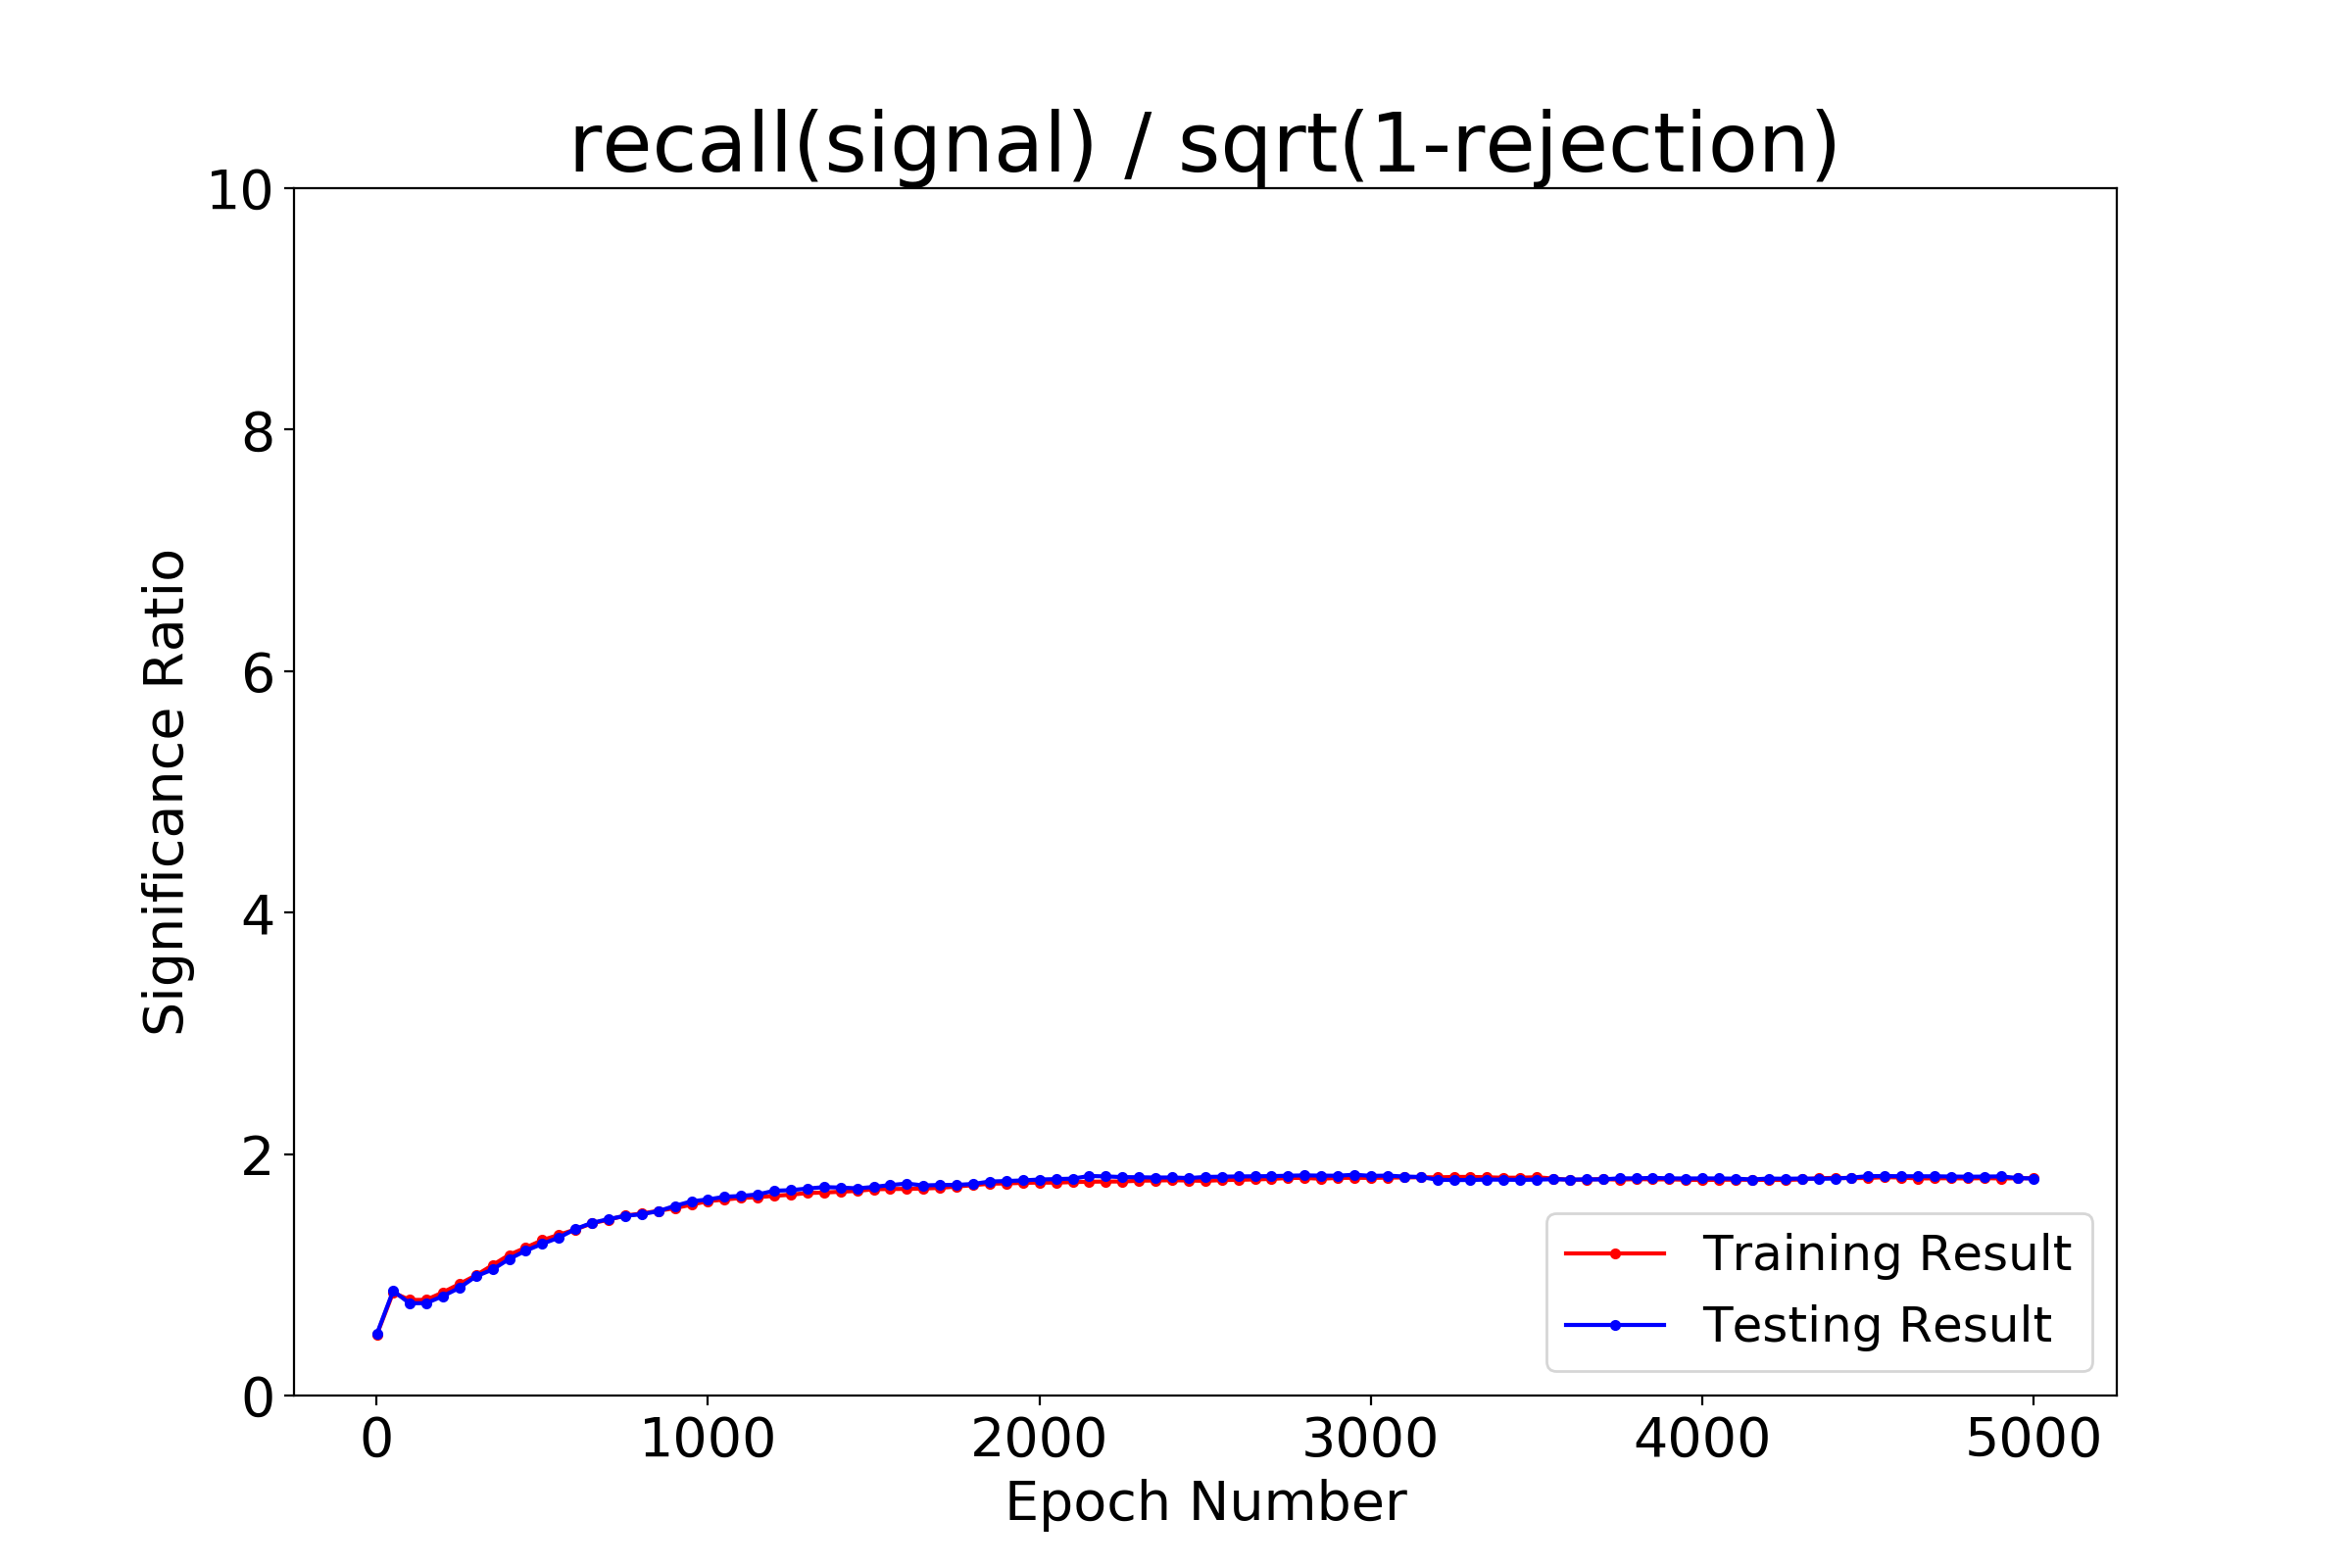 recall(signal) / sqrt(1-rejection)
10
8
6
4
2
0
Significance Ratio
Training Result
Testing Result
0 1000 2000 3000 4000 5000
Epoch Number